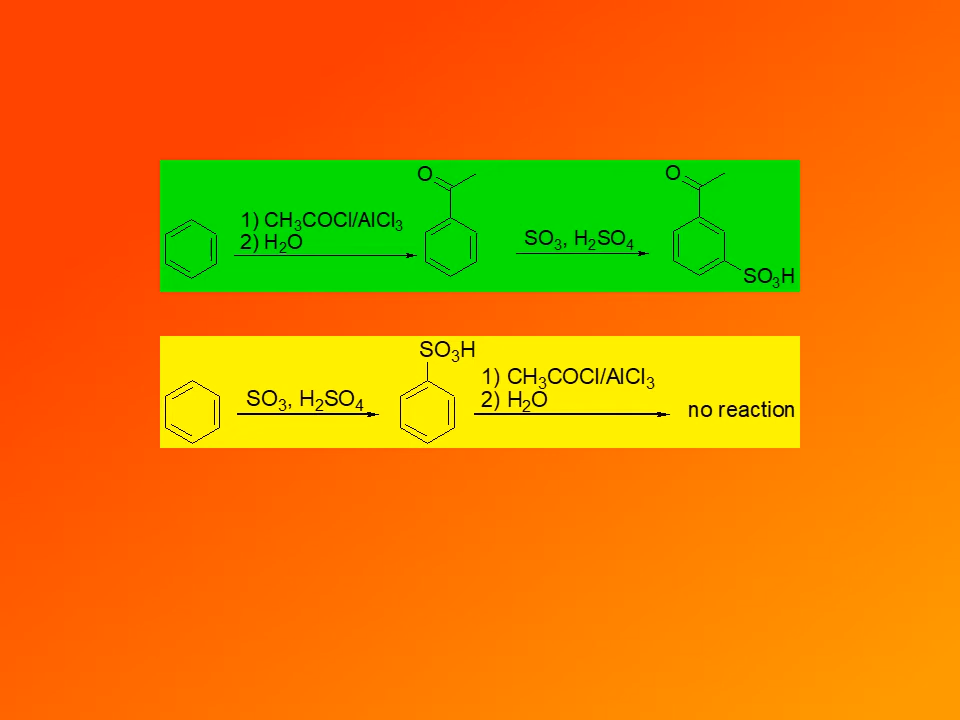 O
1) CH₃COCl/AlCl₃
2) H₂O
O
SO₃, H₂SO₄
SO₃H
SO₃H
SO₃, H₂SO₄
1) CH₃COCl/AlCl₃
2) H₂O
no reaction